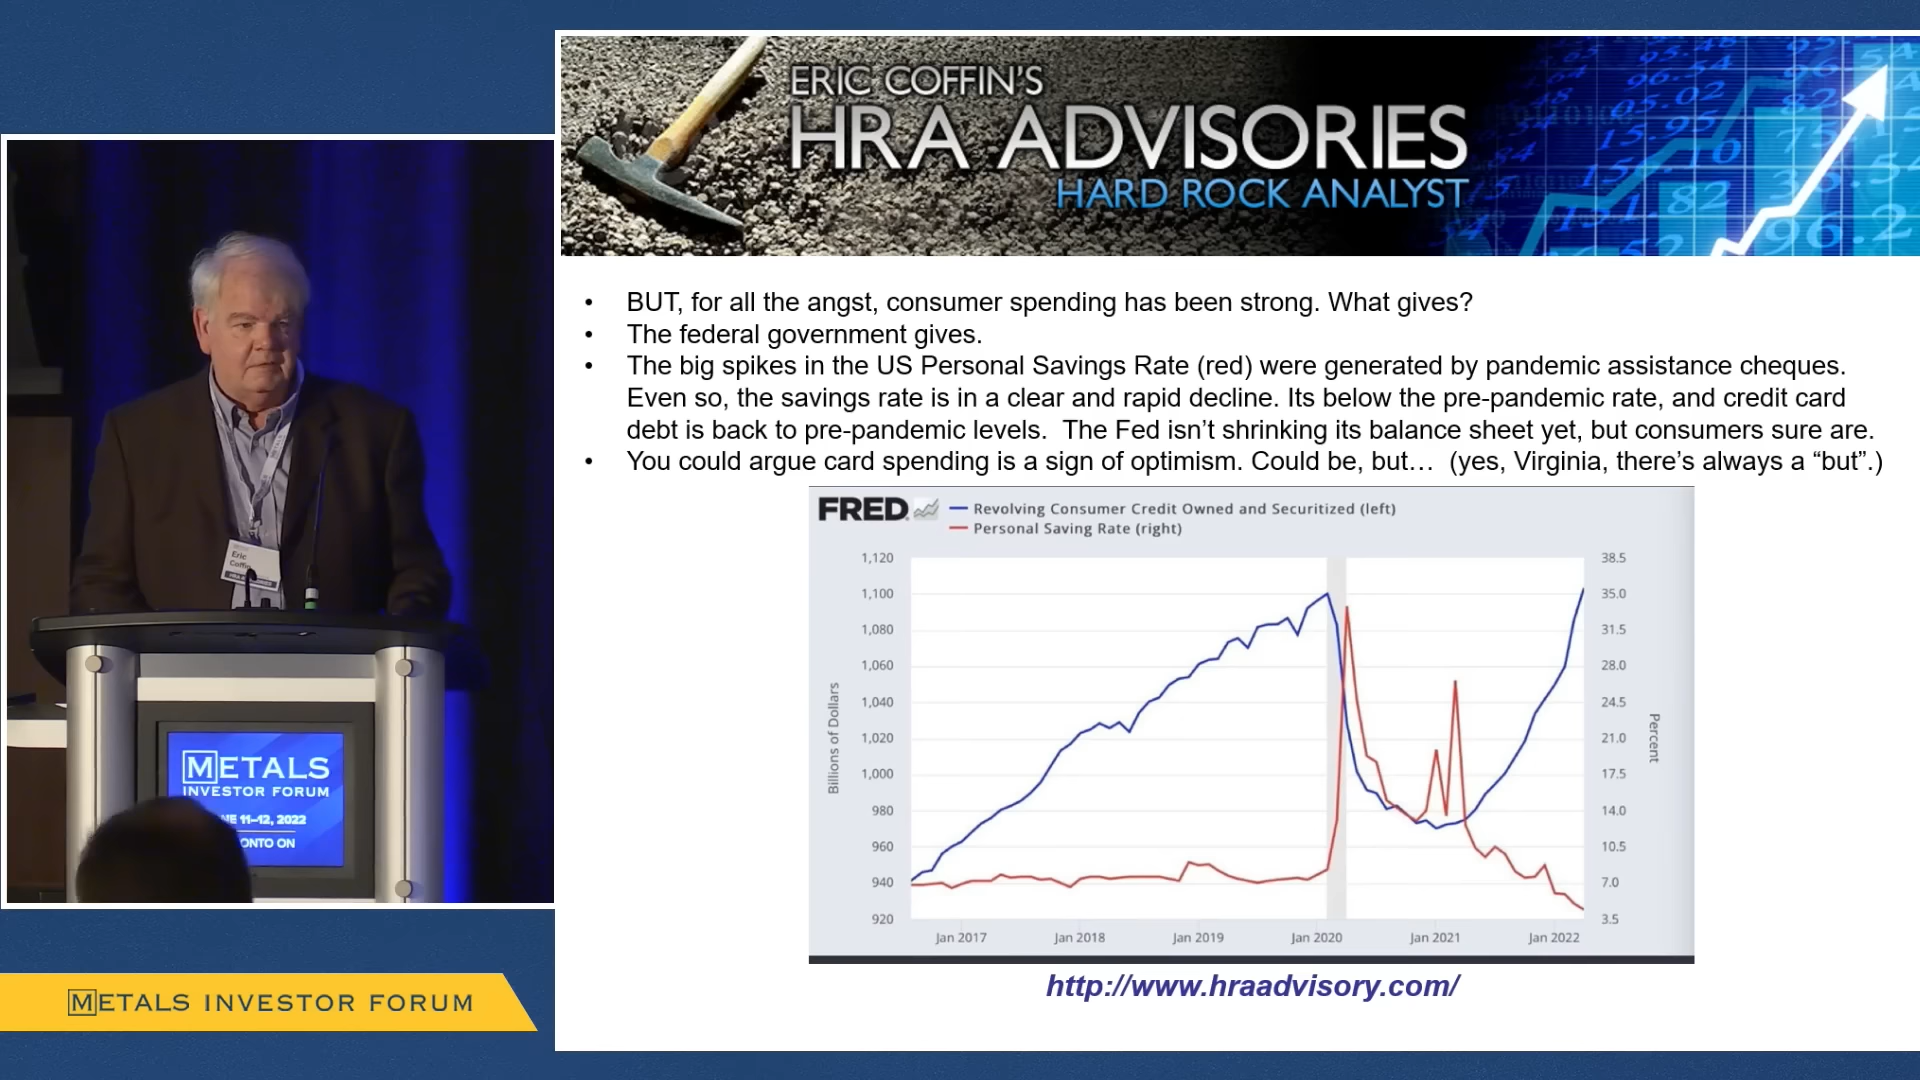 ERIC COFFIN'S
HRA ADVISORIES
HARD ROCK ANALYST
• BUT, for all the angst, consumer spending has been strong. What gives?
• The federal government gives.
• The big spikes in the US Personal Savings Rate (red) were generated by pandemic assistance cheques.
Even so, the savings rate is in a clear and rapid decline. Its below the pre-pandemic rate, and credit card
debt is back to pre-pandemic levels.  The Fed isn’t shrinking its balance sheet yet, but consumers sure are.
• You could argue card spending is a sign of optimism. Could be, but…  (yes, Virginia, there’s always a “but”.)
FRED
Revolving Consumer Credit Owned and Securitized (left)
Personal Saving Rate (right)
Billions of Dollars
1,120
1,100
1,080
1,060
1,040
1,020
1,000
980
960
940
920
38.5
35.0
31.5
28.0
24.5
21.0
17.5
14.0
10.5
7.0
3.5
Percent
Jan 2017 Jan 2018 Jan 2019 Jan 2020 Jan 2021 Jan 2022
http://www.hraadvisory.com/
Eric
METALS
INVESTOR FORUM
11–12, 2022
ON
METALS INVESTOR FORUM